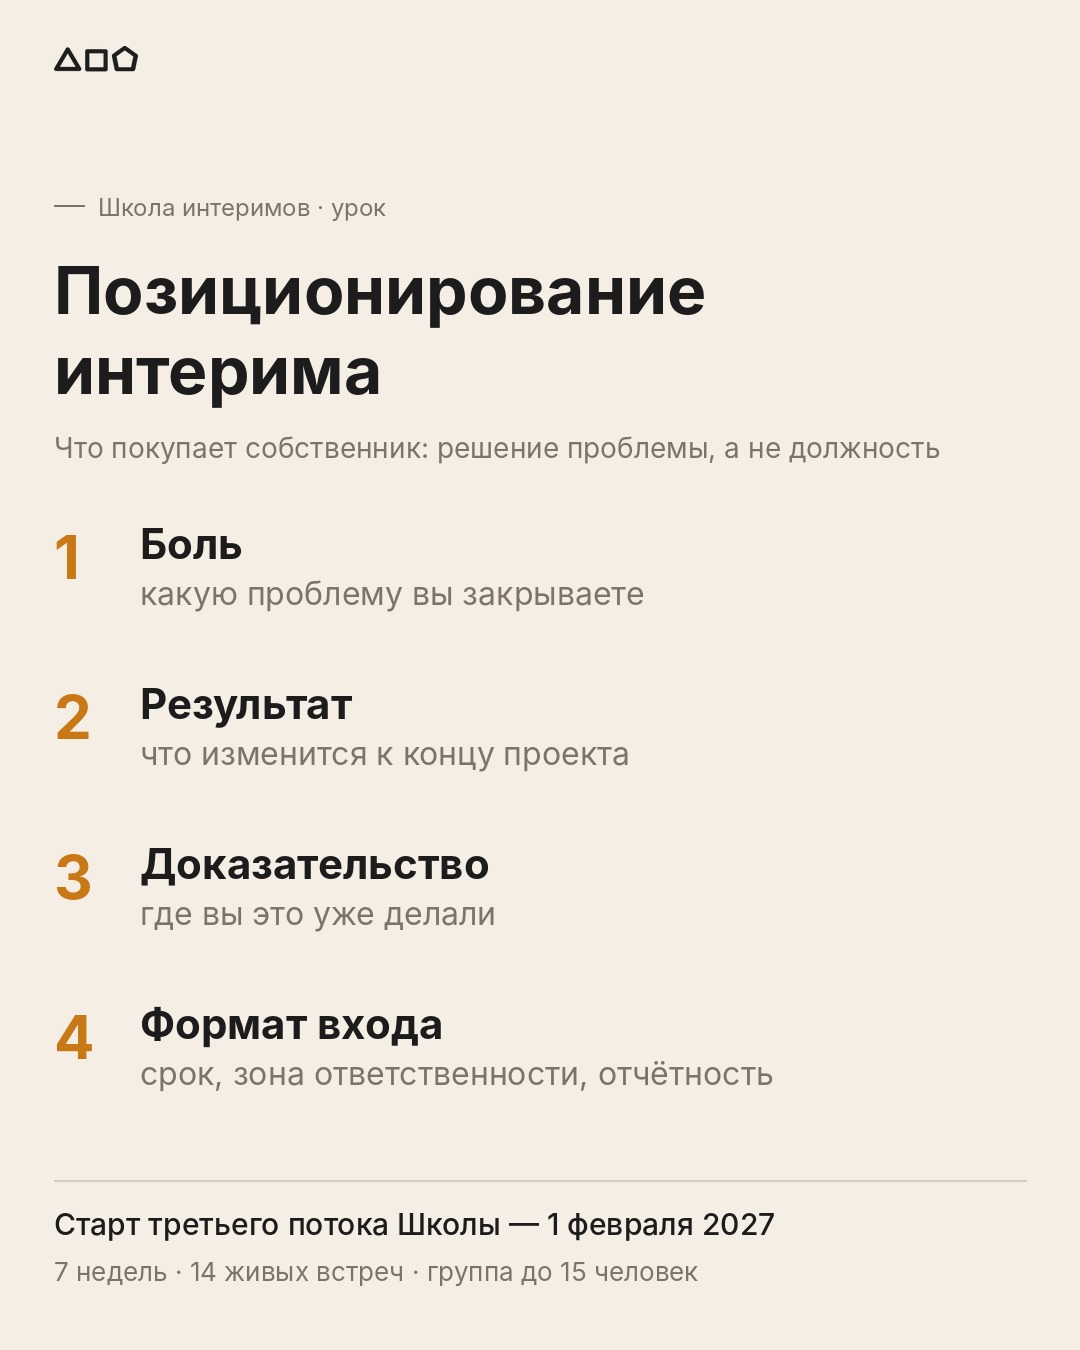 — Школа интеримов · урок
Позиционирование
интерима
Что покупает собственник: решение проблемы, а не должность
1 Боль
какую проблему вы закрываете
2 Результат
что изменится к концу проекта
3 Доказательство
где вы это уже делали
4 Формат входа
срок, зона ответственности, отчётность
Старт третьего потока Школы — 1 февраля 2027
7 недель · 14 живых встреч · группа до 15 человек